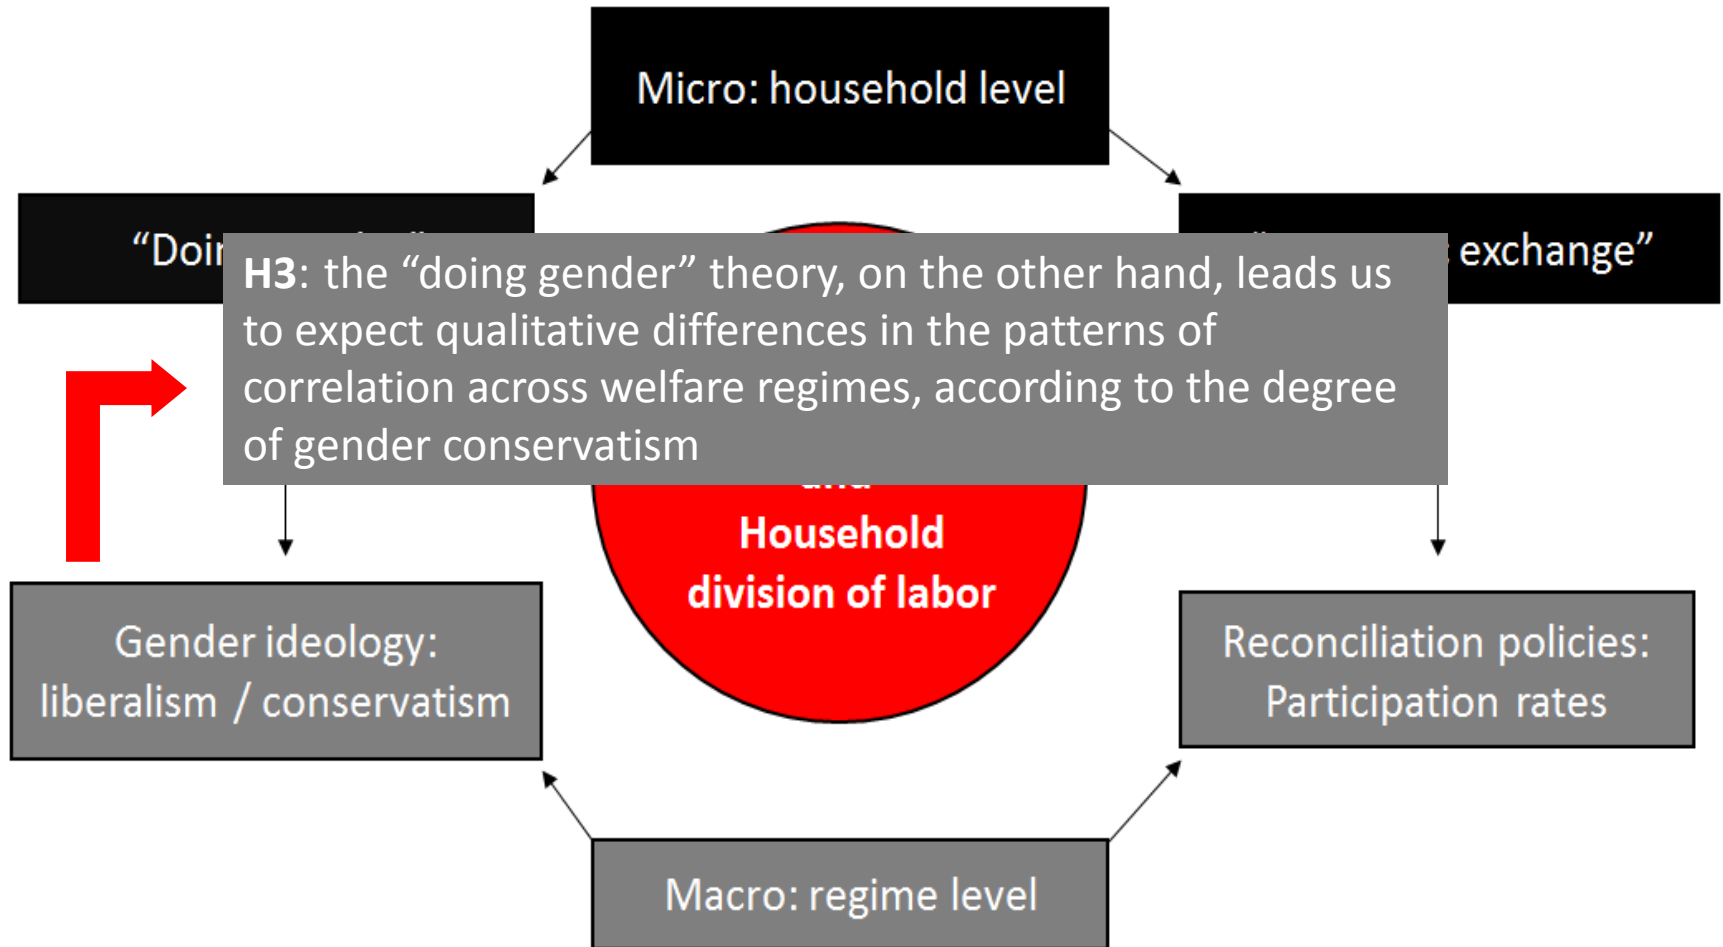 Micro: household level
“Doin
exchange”
H3: the “doing gender” theory, on the other hand, leads us
to expect qualitative differences in the patterns of
correlation across welfare regimes, according to the degree
of gender conservatism
Household
division of labor
Gender ideology:
liberalism / conservatism
Reconciliation policies:
Participation rates
Macro: regime level